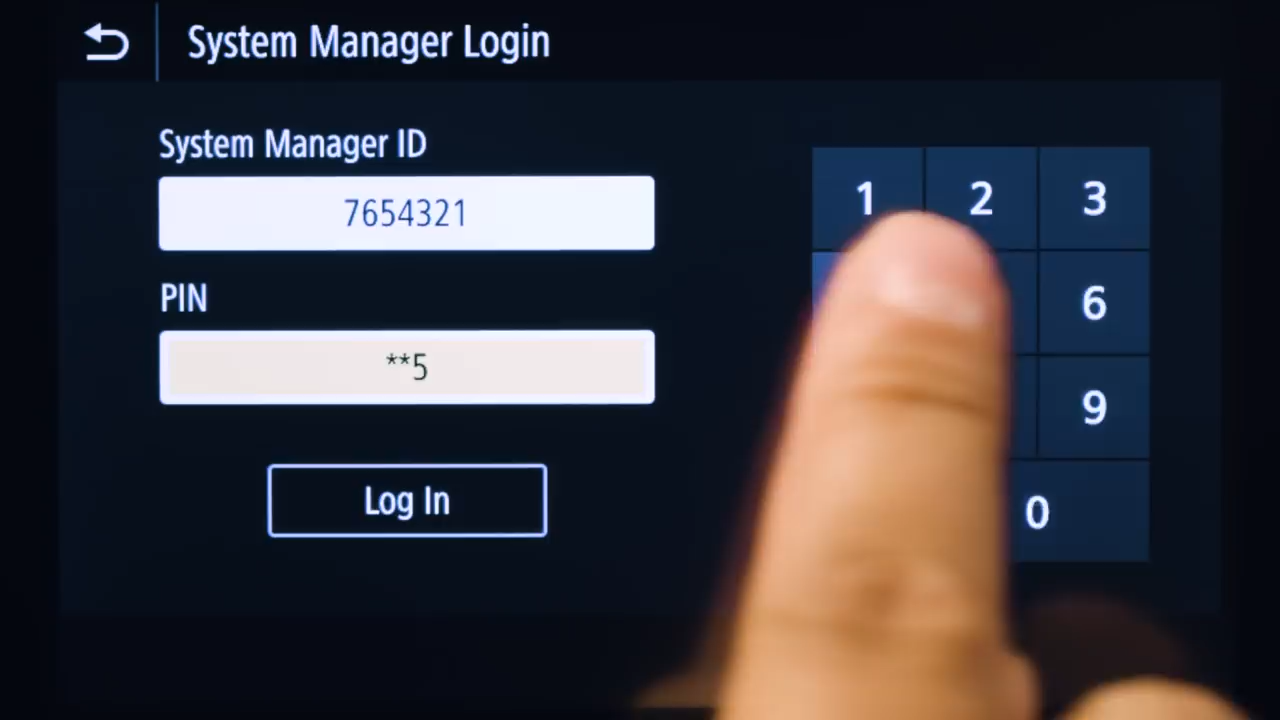 System Manager Login
System Manager ID
7654321
PIN
**5
Log In
1 2 3
6
9
0